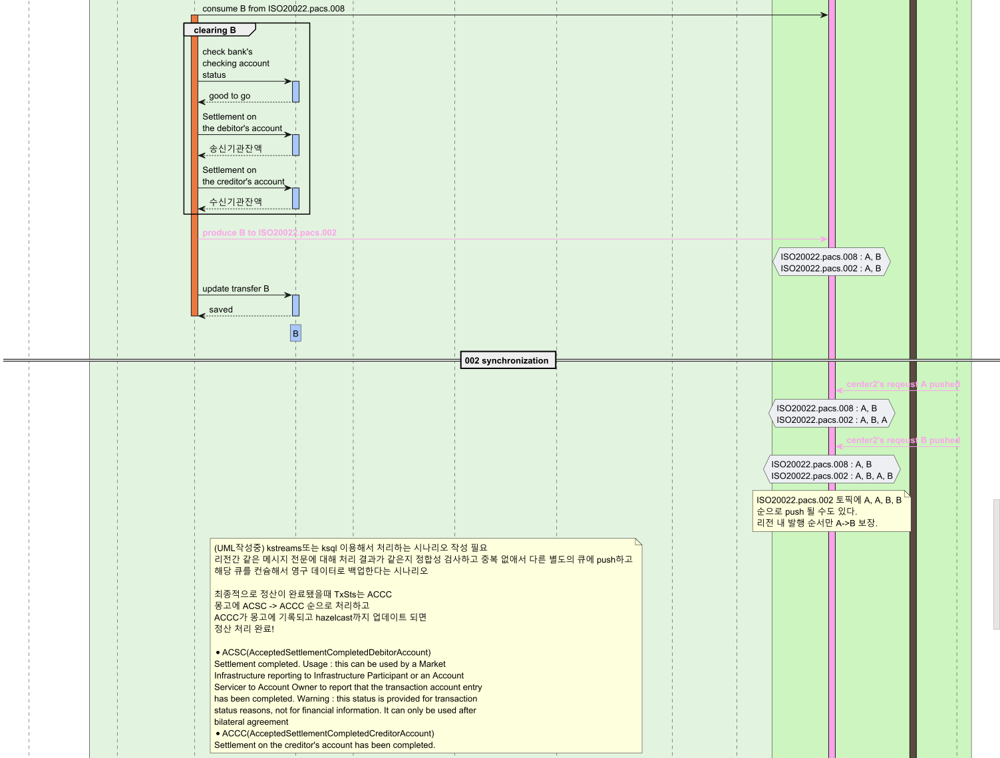 consume B from ISO20022.pacs.008
clearing B
check bank's
checking account
status
good to go
Settlement on
the debitor's account
송신기관잔액
Settlement on
the creditor's account
수신기관잔액
produce B to ISO20022.pacs.002
ISO20022.pacs.008 : A, B
ISO20022.pacs.002 : A, B
update transfer B
saved
B
002 synchronization
center2's reqeust A pushed
ISO20022.pacs.008 : A, B
ISO20022.pacs.002 : A, B, A
center2's reqeust B pushed
ISO20022.pacs.008 : A, B
ISO20022.pacs.002 : A, B, A, B
ISO20022.pacs.002 토픽에 A, A, B, B
순으로 push 될 수도 있다.
리전 내 발행 순서만 A->B 보장.
(UML작성중) kstreams또는 ksql 이용해서 처리하는 시나리오 작성 필요
리전간 같은 메시지 전문에 대해 처리 결과가 같은지 정합성 검사하고 중복 없애서 다른 별도의 큐에 push하고
해당 큐를 컨슘해서 영구 데이터로 백업한다는 시나리오
최종적으로 정산이 완료됐을때 TxSts는 ACCC
몽고에 ACSC -> ACCC 순으로 처리하고
ACCC가 몽고에 기록되고 hazelcast까지 업데이트 되면
정산 처리 완료!
• ACSC(AcceptedSettlementCompletedDebitorAccount)
Settlement completed. Usage : this can be used by a Market
Infrastructure reporting to Infrastructure Participant or an Account
Servicer to Account Owner to report that the transaction account entry
has been completed. Warning : this status is provided for transaction
status reasons, not for financial information. It can only be used after
bilateral agreement
• ACCC(AcceptedSettlementCompletedCreditorAccount)
Settlement on the creditor's account has been completed.